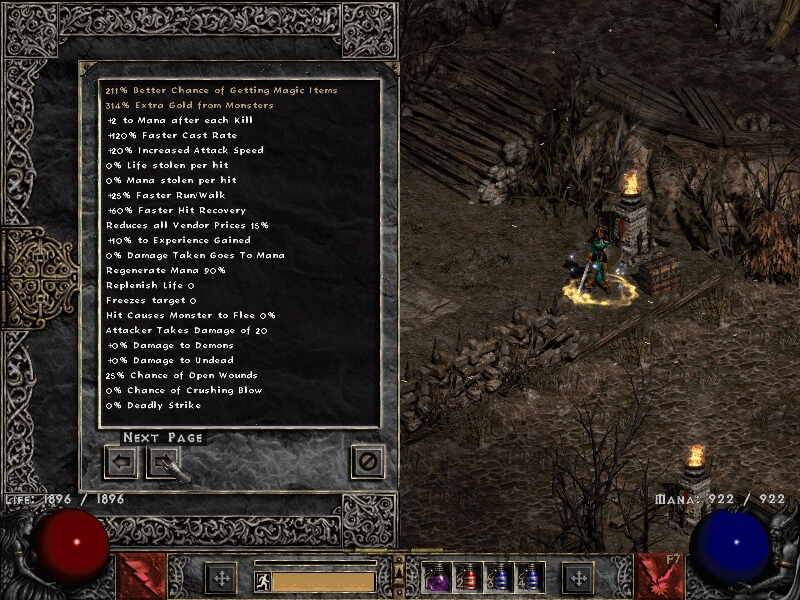 211% Better Chance of Getting Magic Items
314% Extra Gold from Monsters
+2 to Mana after each Kill
+120% Faster Cast Rate
+20% Increased Attack Speed
0% Life stolen per hit
0% Mana stolen per hit
+25% Faster Run/Walk
+60% Faster Hit Recovery
Reduces all Vendor Prices 15%
+10% to Experience Gained
0% Damage Taken Goes To Mana
Regenerate Mana 90%
Replenish Life 0
Freezes target 0
Hit Causes Monster to Flee 0%
Attacker Takes Damage of 20
+0% Damage to Demons
+0% Damage to Undead
25% Chance of Open Wounds
0% Chance of Crushing Blow
0% Deadly Strike
Next Page
Life: 1896 / 1896
Mana: 922 / 922
F7